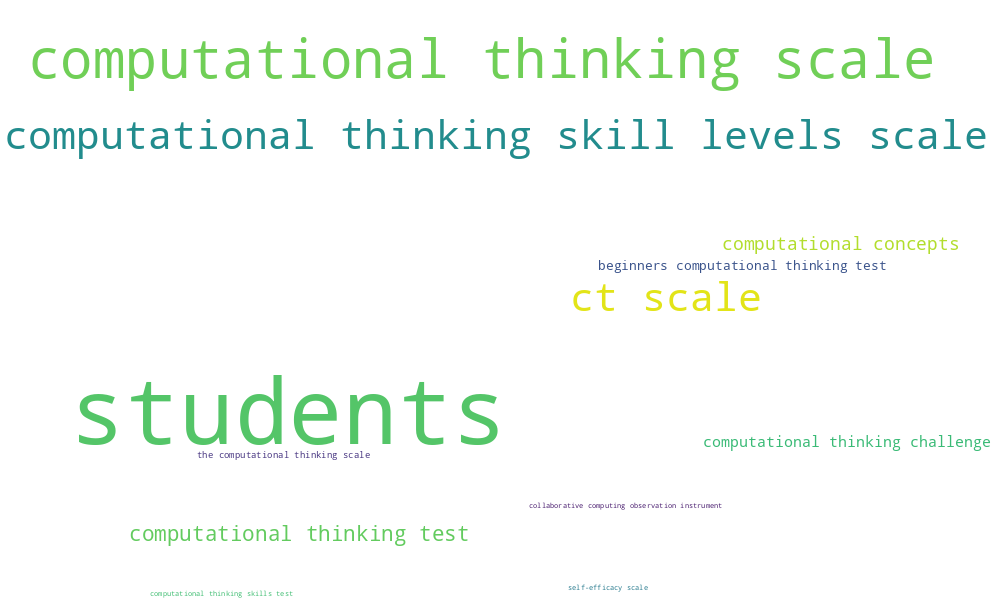 computational thinking scale
computational thinking skill levels scale
computational concepts
beginners computational thinking test
ct scale
students
computational thinking challenge
the computational thinking scale
collaborative computing observation instrument
computational thinking test
self-efficacy scale
computational thinking skills test